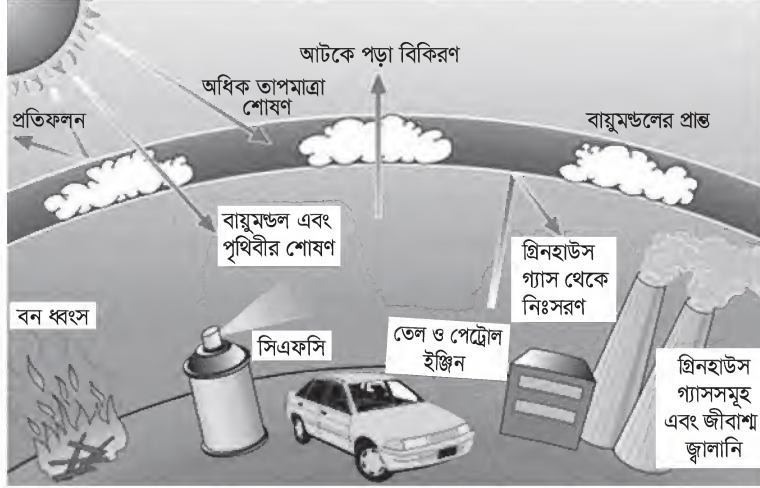 আটকে পড়া বিকিরণ
অধিক তাপমাত্রা
শোষণ
প্রতিফলন
বায়ুমন্ডলের প্রান্ত
বায়ুমন্ডল এবং
পৃথিবীর শোষণ
গ্রিনহাউস
গ্যাস থেকে
নিঃসরণ
বন ধ্বংস
সিএফসি
তেল ও পেট্রোল
ইঞ্জিন
গ্রিনহাউস
গ্যাসসমূহ
এবং জীবাশ্ম
জ্বালানি